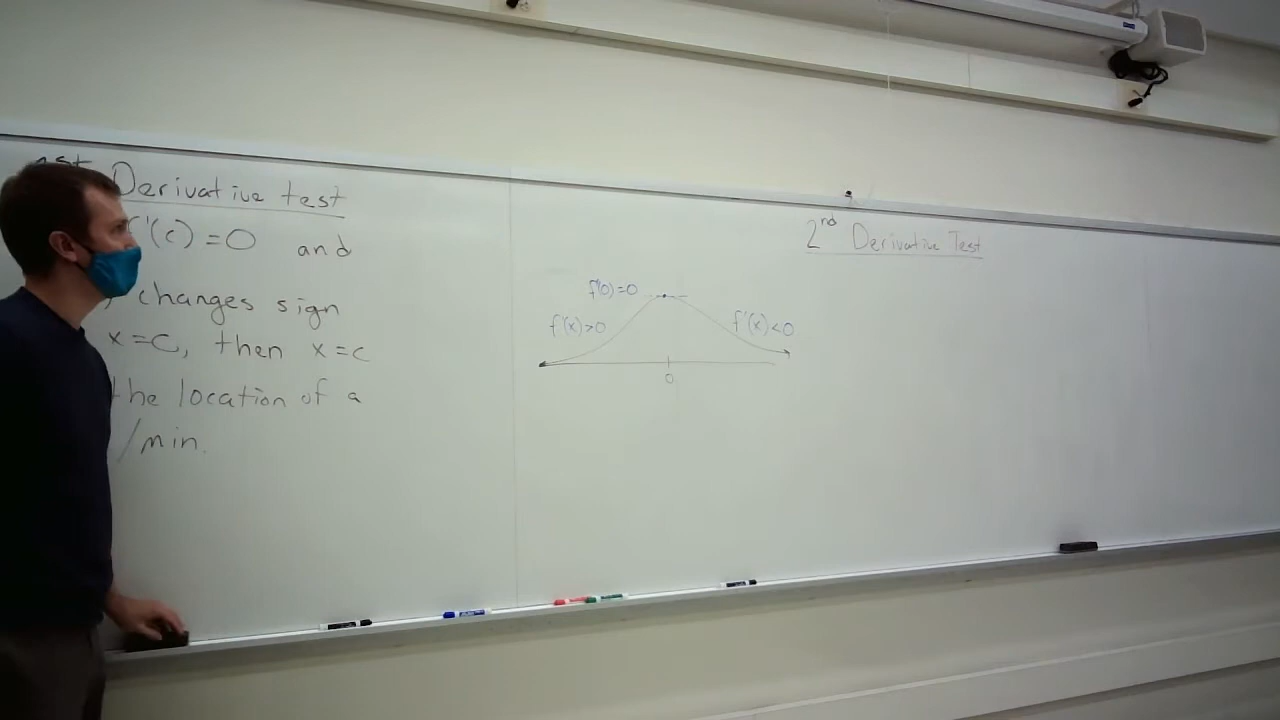 Derivative test
'(c) = 0 and
changes sign
x=c, then x=c
the location of a
/min.
2nd Derivative Test
f'(0)=0
f'(x)>0
f'(x)<0
0